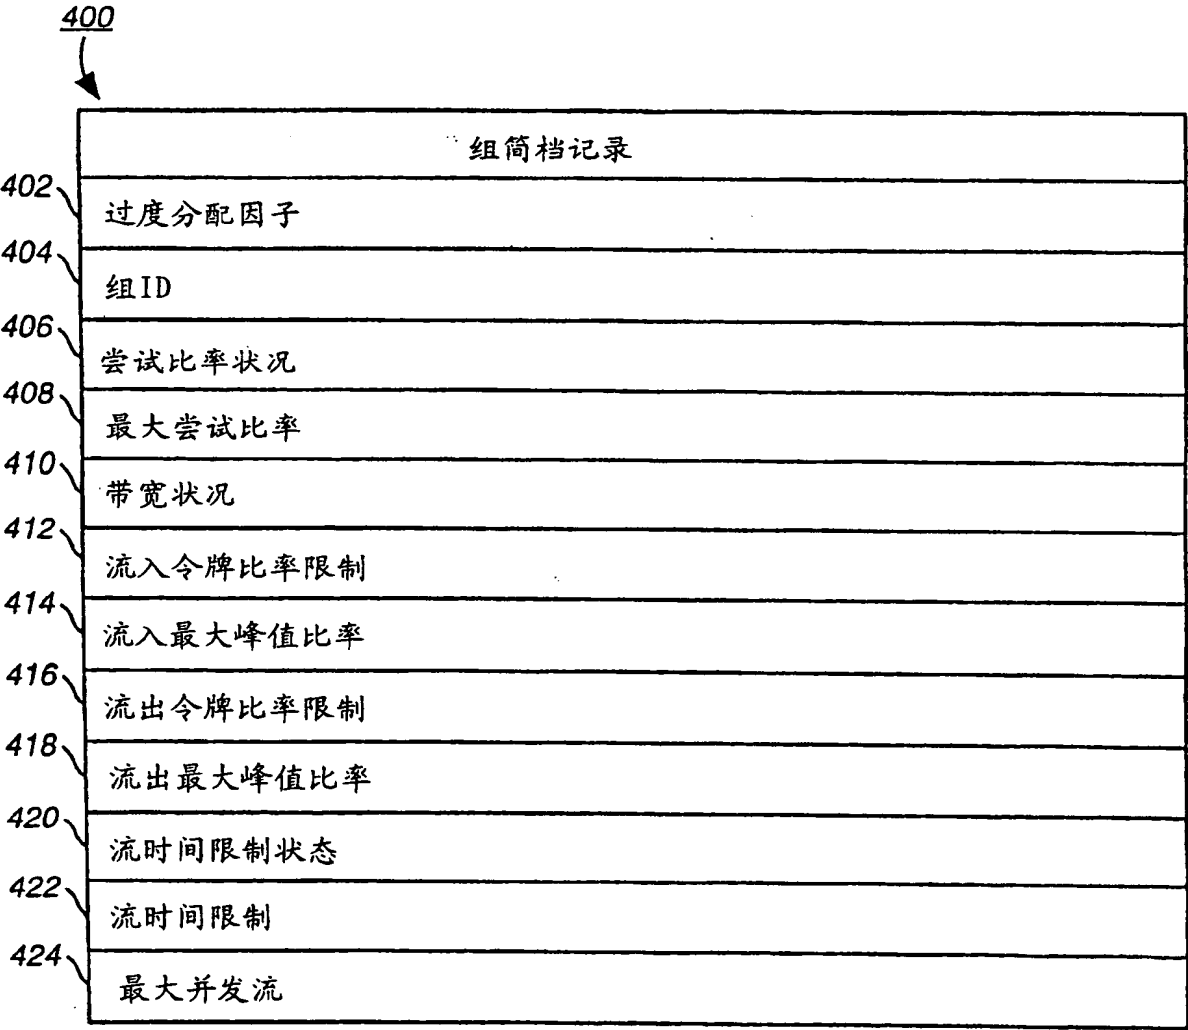 400
组简档记录
402
过度分配因子
404
组ID
406
尝试比率状况
408
最大尝试比率
410
带宽状况
412
流入令牌比率限制
414
流入最大峰值比率
416
流出令牌比率限制
418
流出最大峰值比率
420
流时间限制状态
422
流时间限制
424
最大并发流